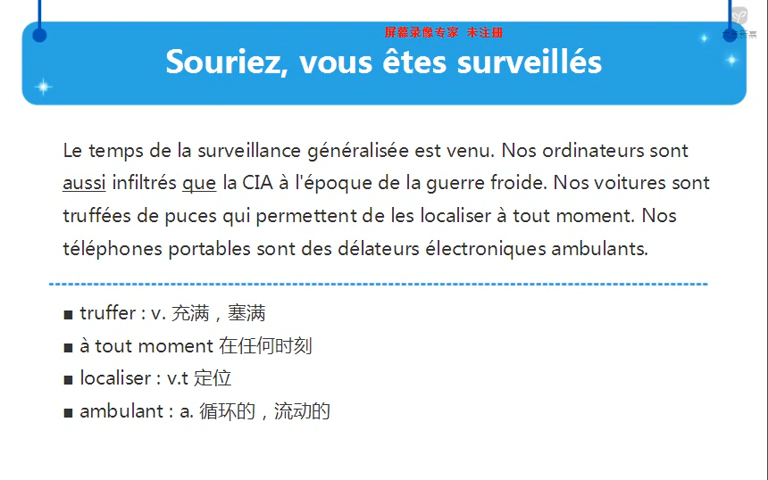 屏幕录像专家 未注册
Souriez, vous êtes surveillés
Le temps de la surveillance généralisée est venu. Nos ordinateurs sont
aussi infiltrés que la CIA à l'époque de la guerre froide. Nos voitures sont
truffées de puces qui permettent de les localiser à tout moment. Nos
téléphones portables sont des délateurs électroniques ambulants.
■ truffer : v. 充满，塞满
■ à tout moment 在任何时刻
■ localiser : v.t 定位
■ ambulant : a. 循环的，流动的